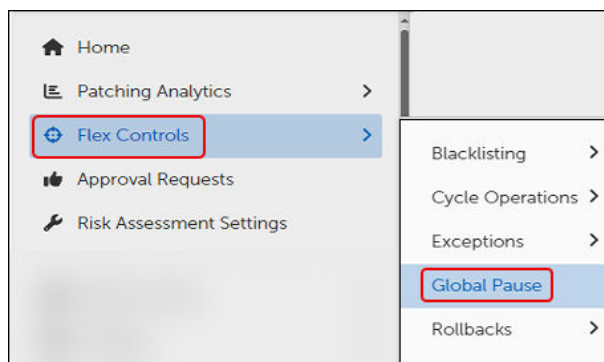 Home
Patching Analytics
Flex Controls
Approval Requests
Risk Assessment Settings
Blacklisting
Cycle Operations
Exceptions
Global Pause
Rollbacks